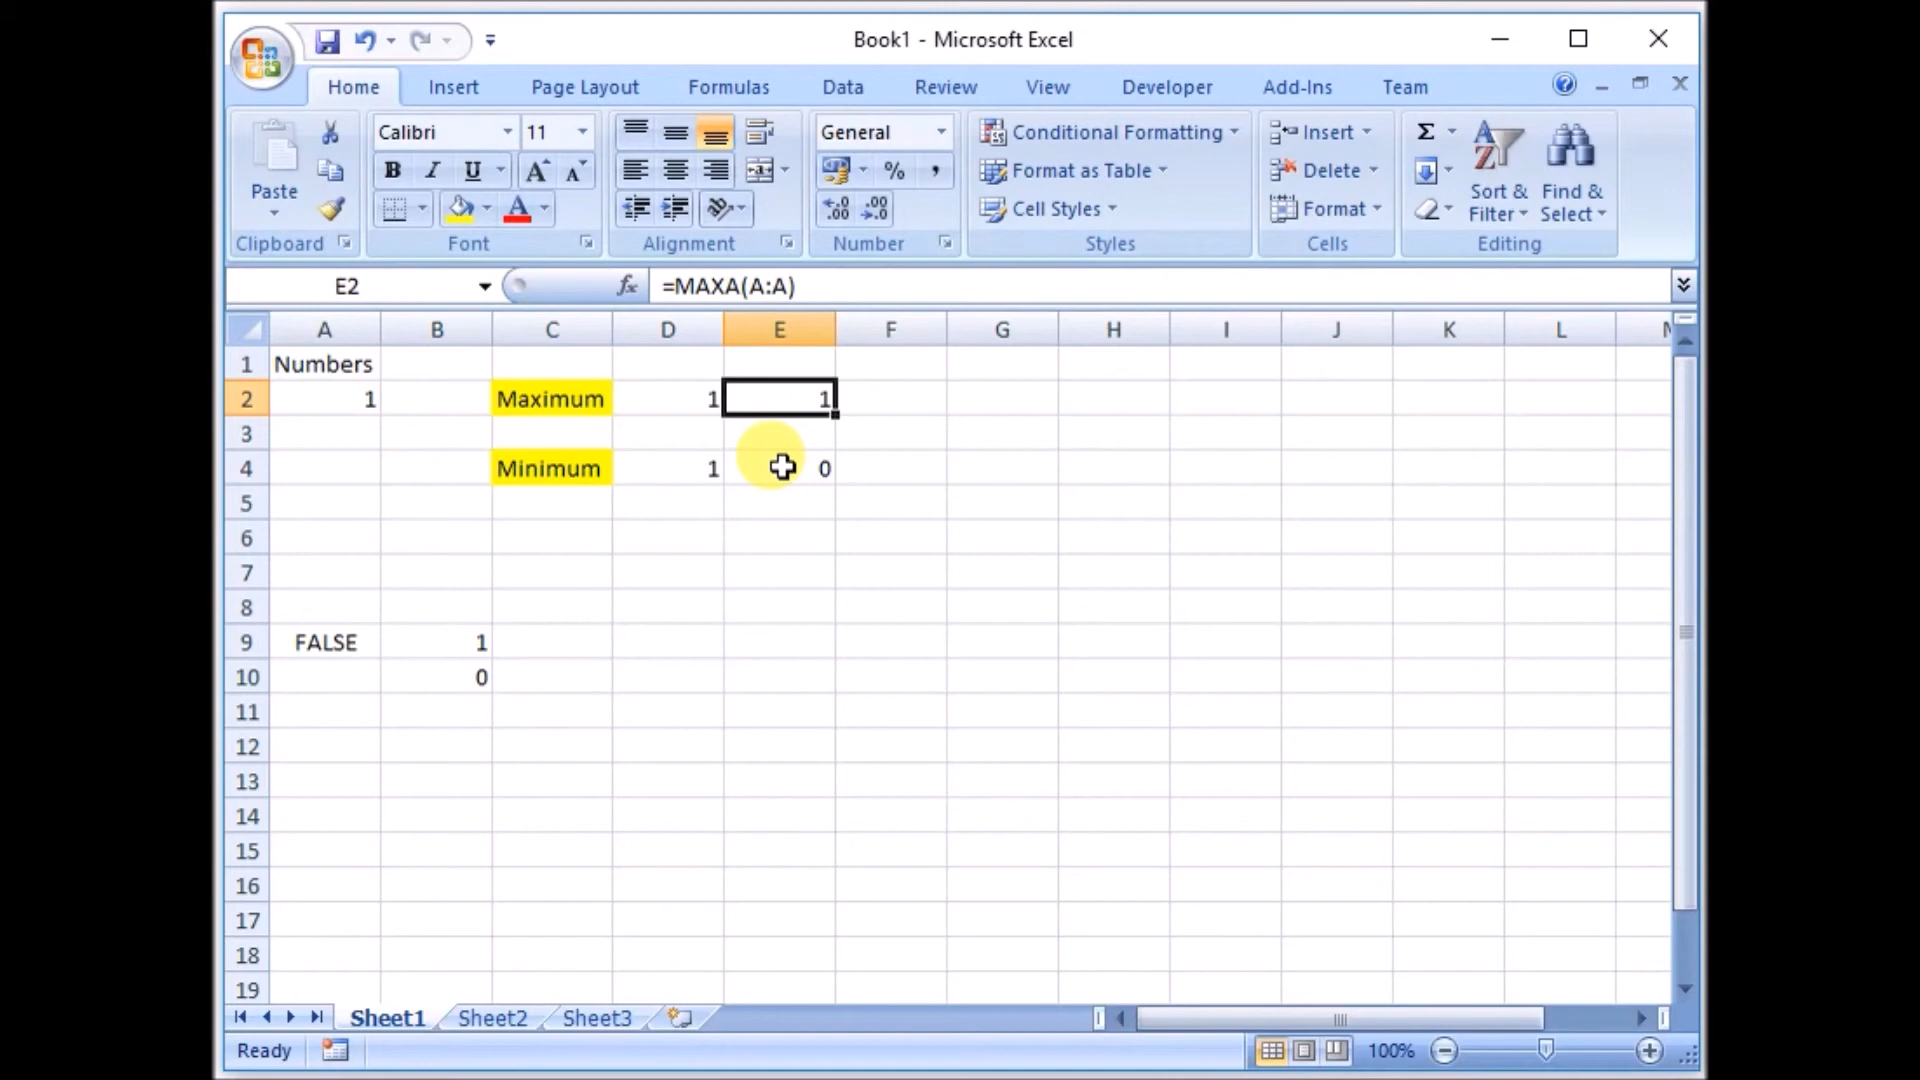 Book1 - Microsoft Excel
Home Insert Page Layout Formulas Data Review View Developer Add-Ins Team
Calibri 11 General Conditional Formatting Insert Σ
Paste B I U A A % , Format as Table Delete Sort & Filter Find & Select
A Cell Styles Format
Clipboard Font Alignment Number Styles Cells Editing
E2 fx =MAXA(A:A)
A B C D E F G H I J K L
1 Numbers
2 1 Maximum 1 1
3
4 Minimum 1 0
5
6
7
8
9 FALSE 1
10 0
11
12
13
14
15
16
17
18
19
Sheet1 Sheet2 Sheet3
Ready 100%